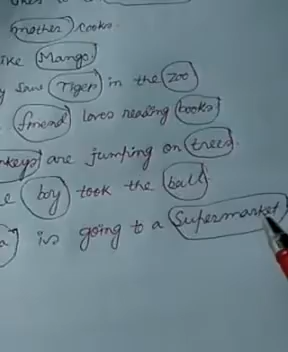 mother cooks.
Mango.
saw Tiger in the zoo
friend loves reading books
are jumping on trees.
boy took the ball.
is going to a Supermarket